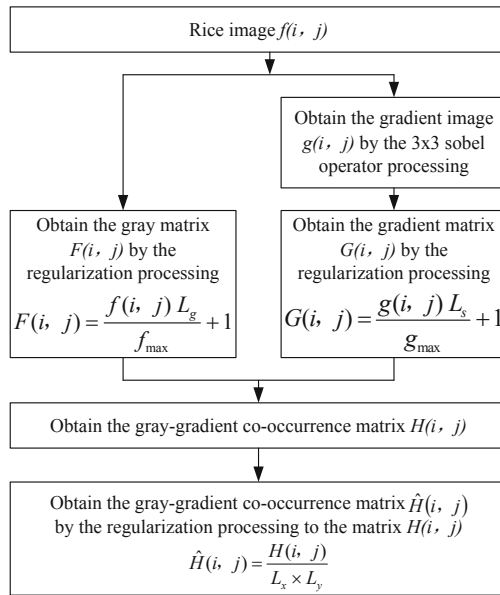 Rice image f(i, j)
Obtain the gradient image
g(i, j) by the 3x3 sobel
operator processing
Obtain the gray matrix
F(i, j) by the
regularization processing
F(i, j) = f(i, j) L_g / f_max + 1
Obtain the gradient matrix
G(i, j) by the
regularization processing
G(i, j) = g(i, j) L_s / g_max + 1
Obtain the gray-gradient co-occurrence matrix H(i, j)
Obtain the gray-gradient co-occurrence matrix Ĥ(i, j)
by the regularization processing to the matrix H(i, j)
Ĥ(i, j) = H(i, j) / L_x × L_y